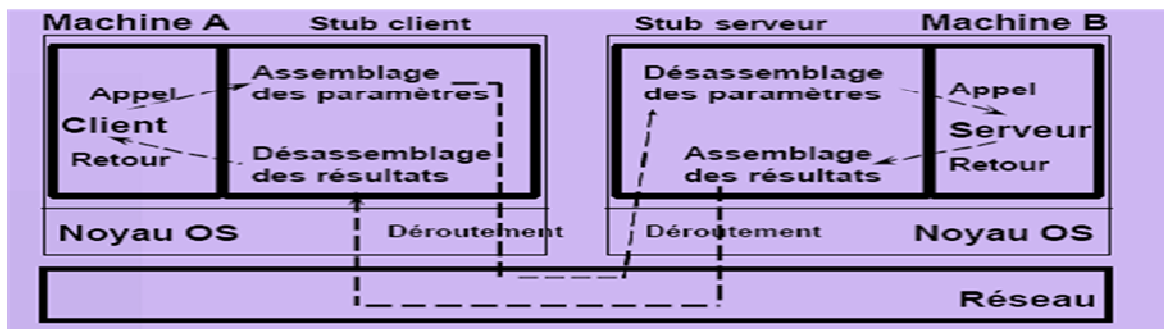 Machine A
Stub client
Stub serveur
Machine B
Appel
Client
Retour
Assemblage
des paramètres
Désassemblage
des résultats
Désassemblage
des paramètres
Assemblage
des résultats
Appel
Serveur
Retour
Noyau OS
Déroutement
Déroutement
Noyau OS
Réseau